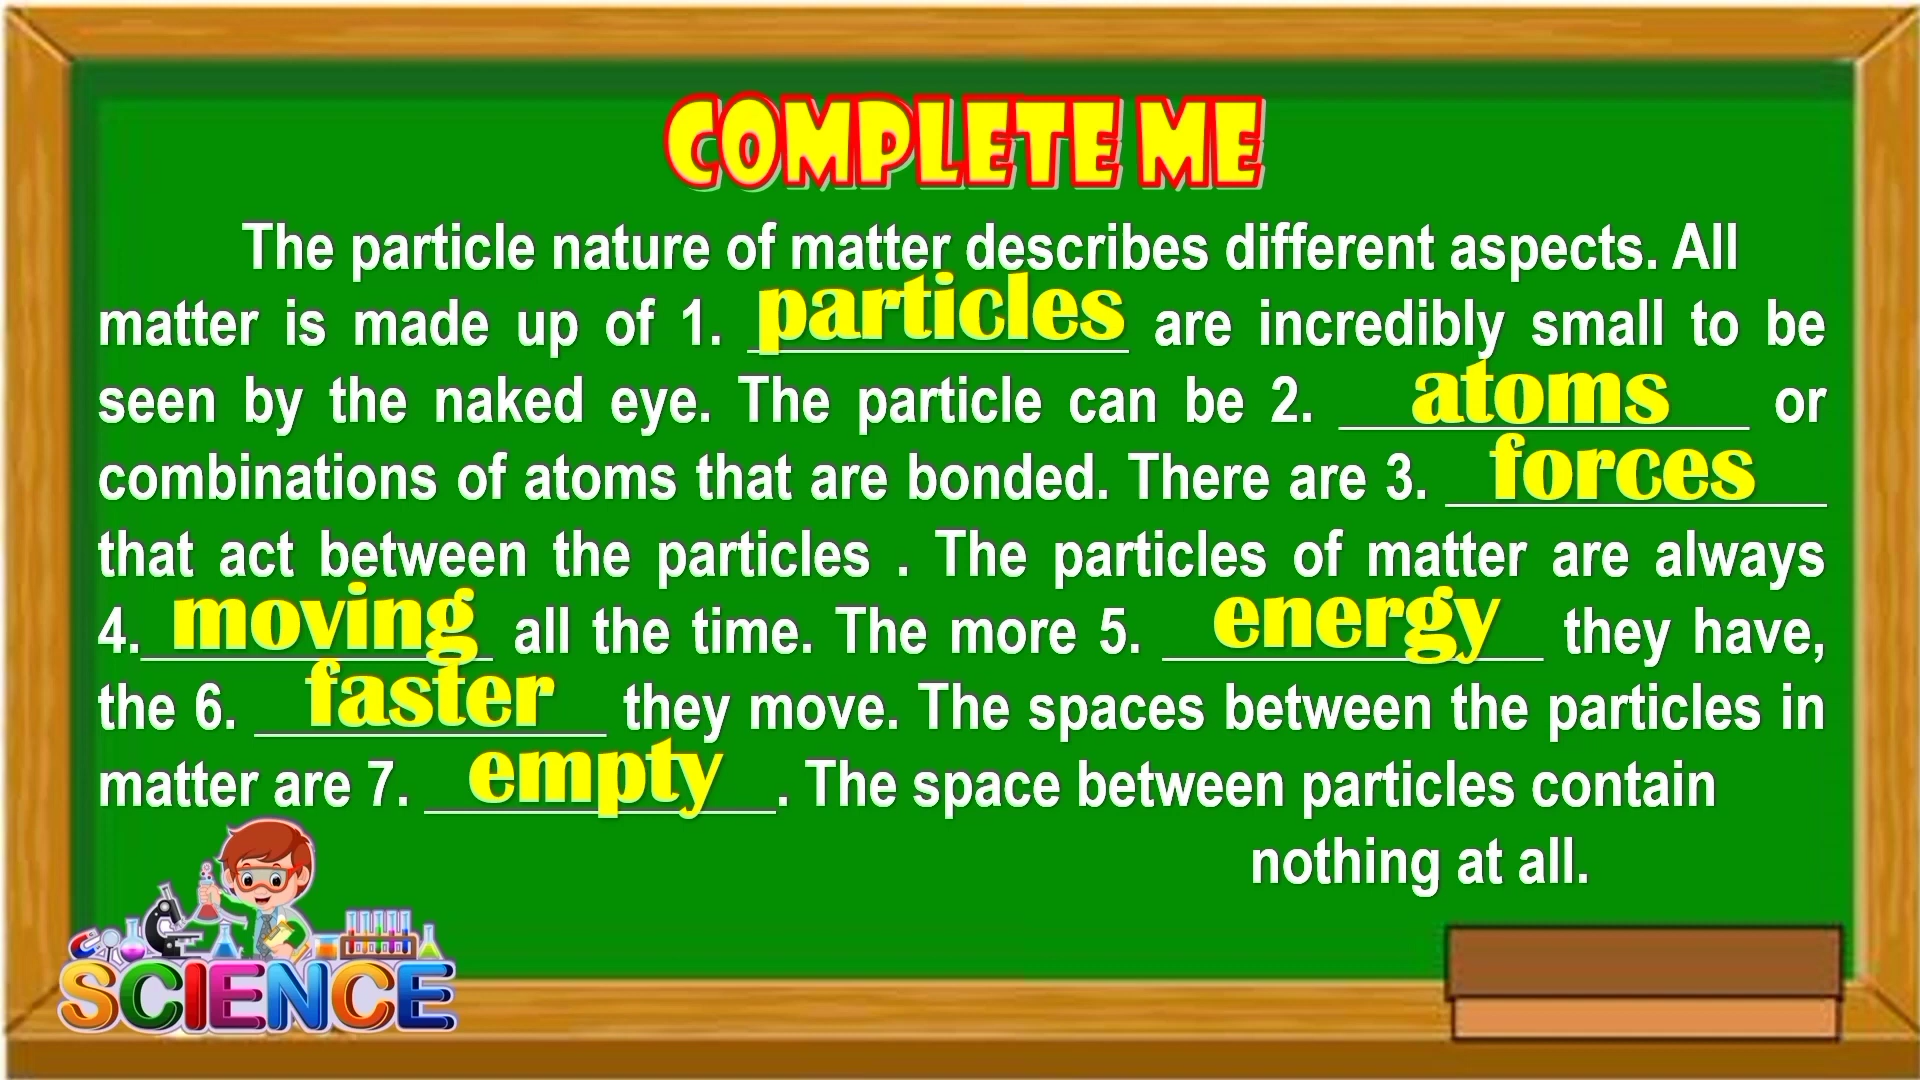 COMPLETE ME
The particle nature of matter describes different aspects. All
matter is made up of 1. particles are incredibly small to be
seen by the naked eye. The particle can be 2. atoms or
combinations of atoms that are bonded. There are 3. forces
that act between the particles . The particles of matter are always
4. moving all the time. The more 5. energy they have,
the 6. faster they move. The spaces between the particles in
matter are 7. empty. The space between particles contain
nothing at all.
SCIENCE